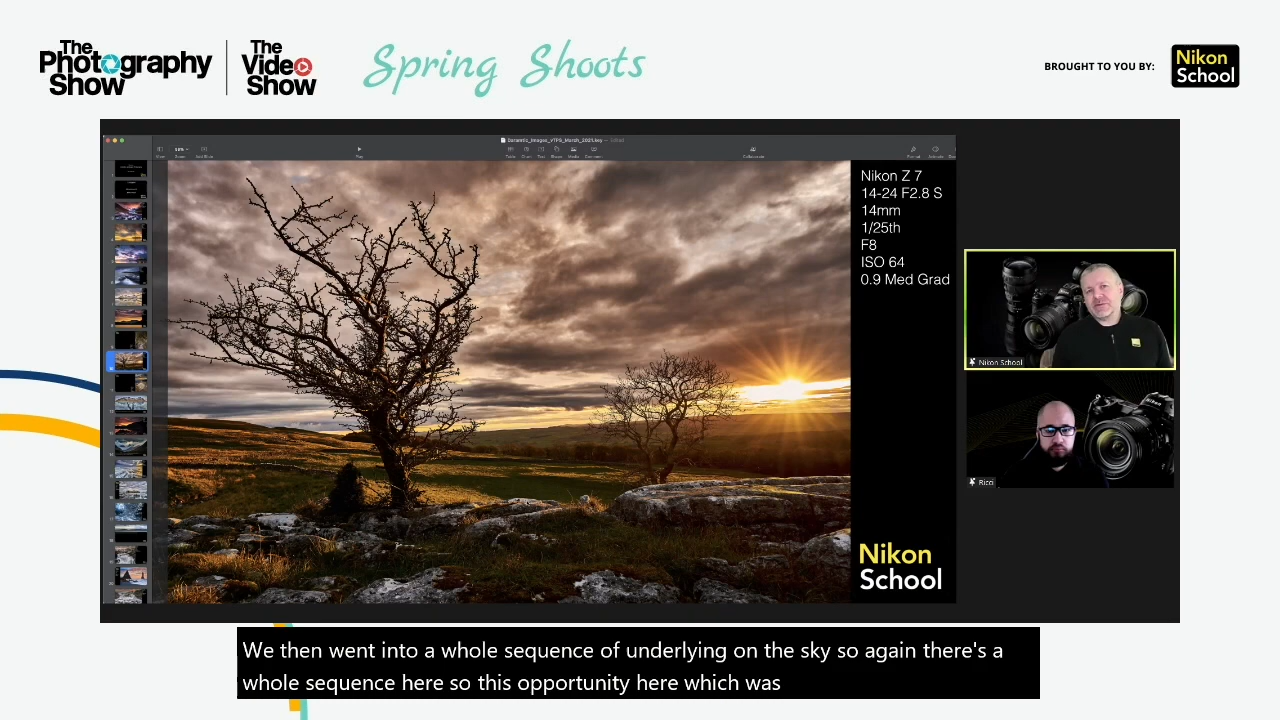 The
Photography
Show
The
Video
Show
Spring Shoots
BROUGHT TO YOU BY:
Nikon
School
Nikon Z 7
14-24 F2.8 S
14mm
1/25th
F8
ISO 64
0.9 Med Grad
Nikon School
Ricci
Nikon
School
We then went into a whole sequence of underlying on the sky so again there's a
whole sequence here so this opportunity here which was